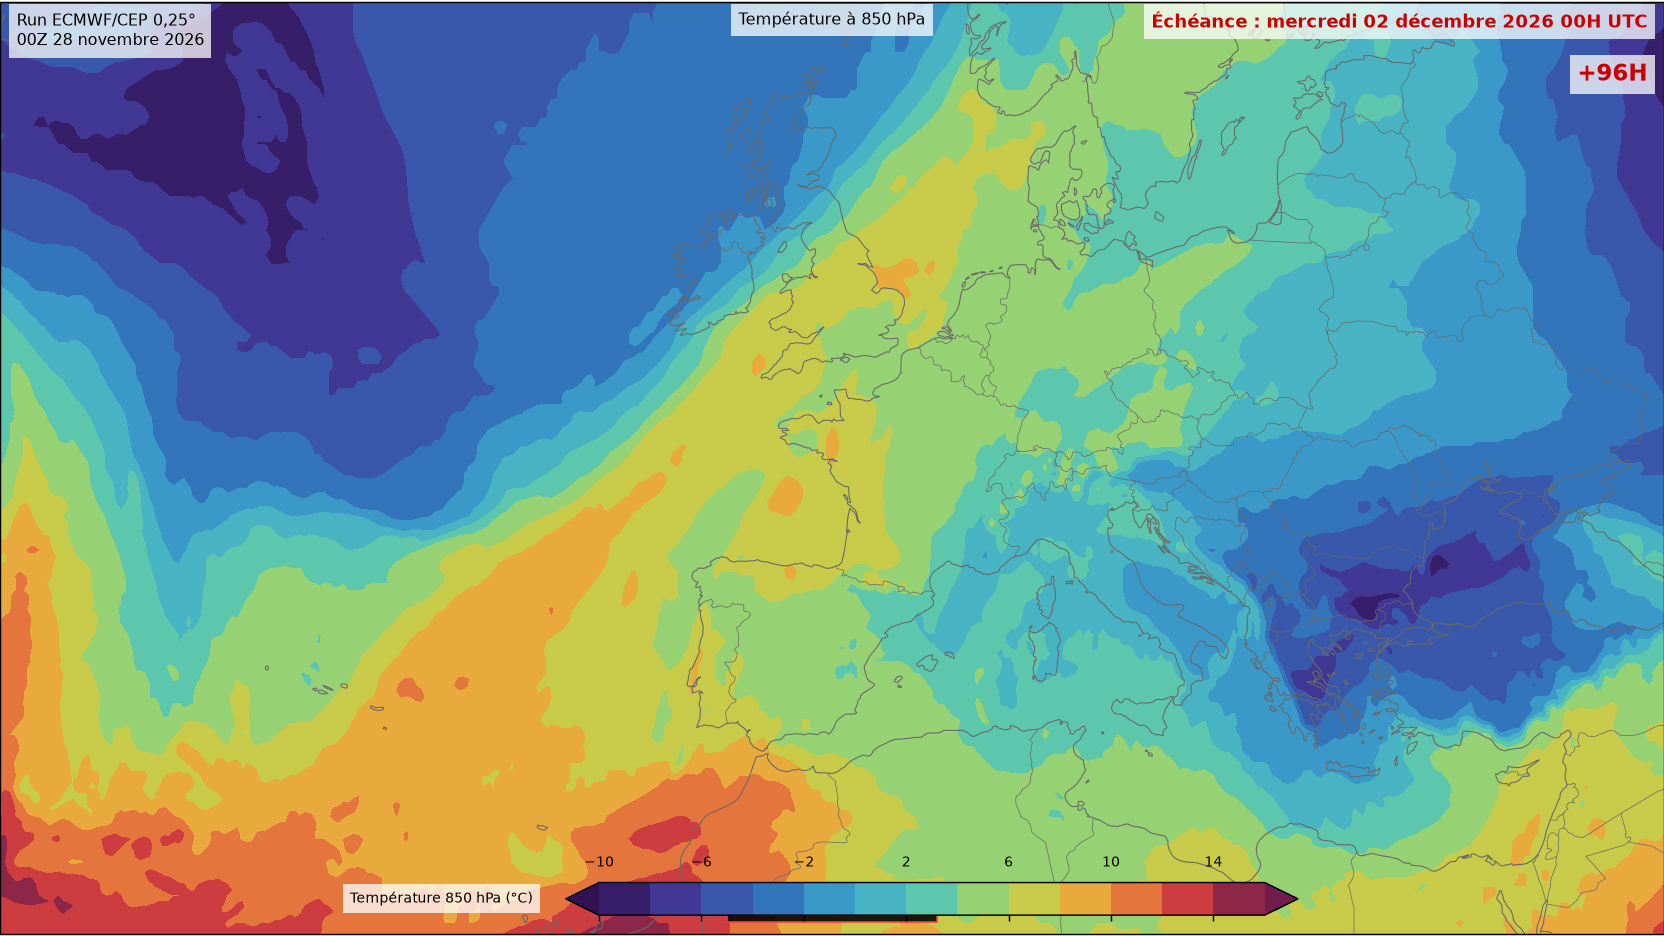 Run ECMWF/CEP 0,25°
00Z 28 novembre 2026
Température à 850 hPa
Échéance : mercredi 02 décembre 2026 00H UTC
+96H
−10 −6 −2 2 6 10 14
Température 850 hPa (°C)